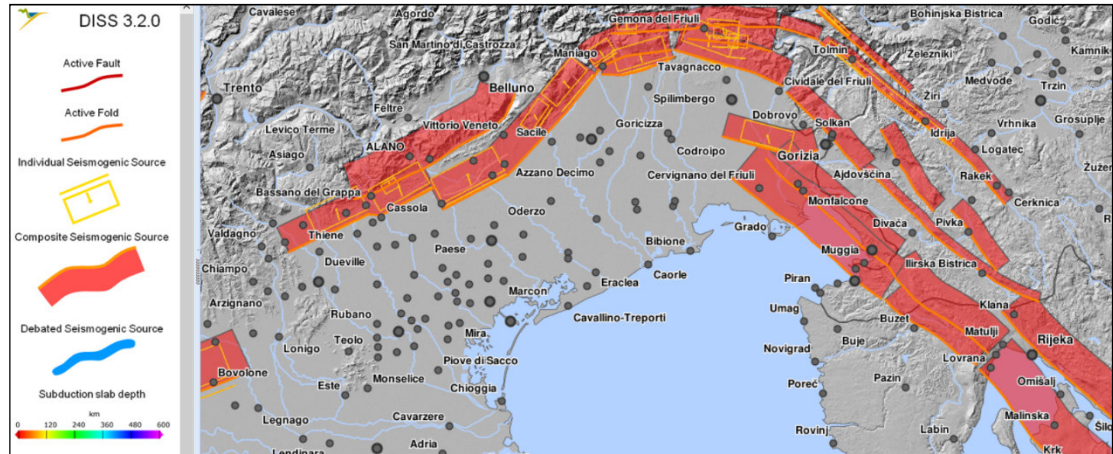 DISS 3.2.0
Active Fault
Active Fold
Individual Seismogenic Source
Composite Seismogenic Source
Debated Seismogenic Source
Subduction slab depth
km
0 120 240 360 480 600
Cavalese
Agordo
Gemona del Friuli
Bohinjska Bistrica
Godič
San Martino di Castrozza
Tolmin
Železniki
Kamnik
Maniago
Tavagnacco
Cividale del Friuli
Medvode
Trzin
Trento
Belluno
Feltre
Spilimbergo
Žiri
Grosuplje
Levico Terme
Vittorio Veneto
Sacile
Goricizza
Dobrovo
Solkan
Idrija
Vrhnika
Asiago
ALANO
Codroipo
Gorizia
Logatec
Žužer
Bassano del Grappa
Azzano Decimo
Cervignano del Friuli
Ajdovščina
Rakek
Cassola
Monfalcone
Cerknica
Valdagno
Thiene
Oderzo
Grado
Divača
Pivka
Chiampo
Dueville
Paese
Bibione
Muggia
Ilirska Bistrica
Arzignano
Marcon
Eraclea
Caorle
Piran
Rubano
Umag
Klana
Lonigo
Teolo
Mira
Cavallino-Treporti
Buzet
Matulji
Buje
Rijeka
Bovolone
Piove di Sacco
Novigrad
Lovrana
Este
Monselice
Chioggia
Poreč
Pazin
Omišalj
Legnago
Cavarzere
Malinska
Šilo
Lendinara
Adria
Rovinj
Labin
Krk